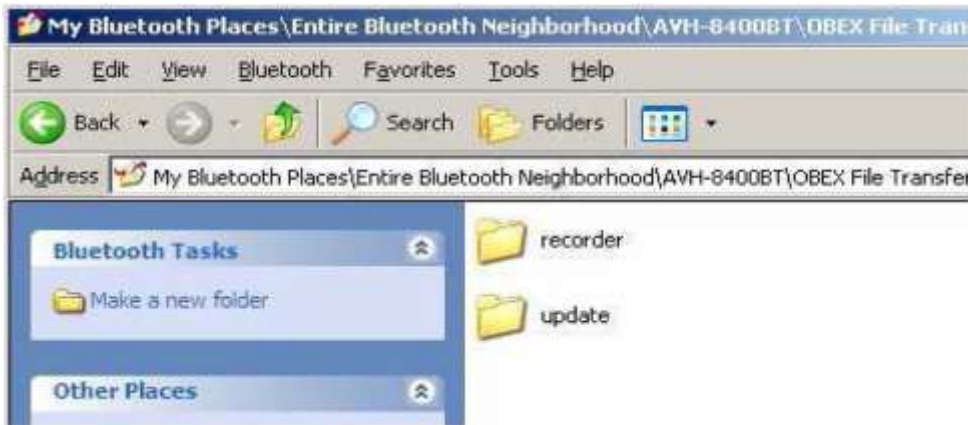 My Bluetooth Places\Entire Bluetooth Neighborhood\AVH-8400BT\OBEX File Tran
File Edit View Bluetooth Favorites Tools Help
Back Search Folders
Address My Bluetooth Places\Entire Bluetooth Neighborhood\AVH-8400BT\OBEX File Transfer
Bluetooth Tasks
Make a new folder
Other Places
recorder
update